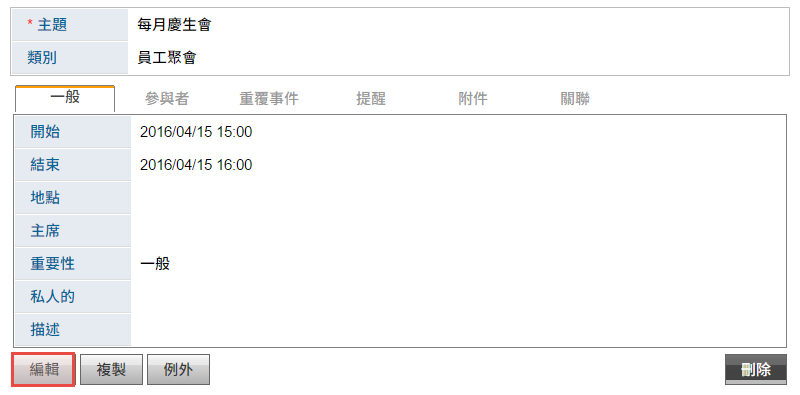 * 主題 每月慶生會
類別 員工聚會
一般 參與者 重覆事件 提醒 附件 關聯
開始 2016/04/15 15:00
結束 2016/04/15 16:00
地點
主席
重要性 一般
私人的
描述
編輯 複製 例外 刪除